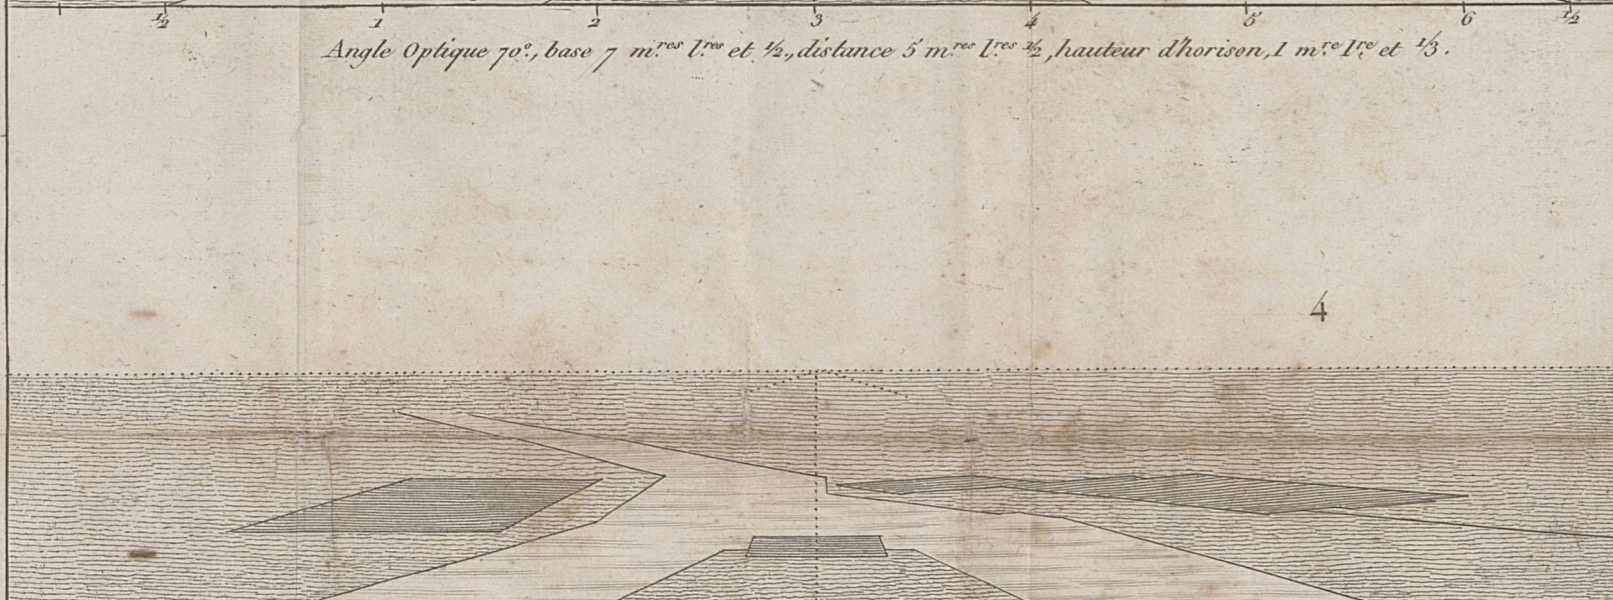 ½ 1 2 3 4 5 6 ½
Angle Optique 70°., base 7 m.res l.res et ½., distance 5 m.res l.res ½, hauteur d'horison, 1 m.re l.re et ⅓.
4